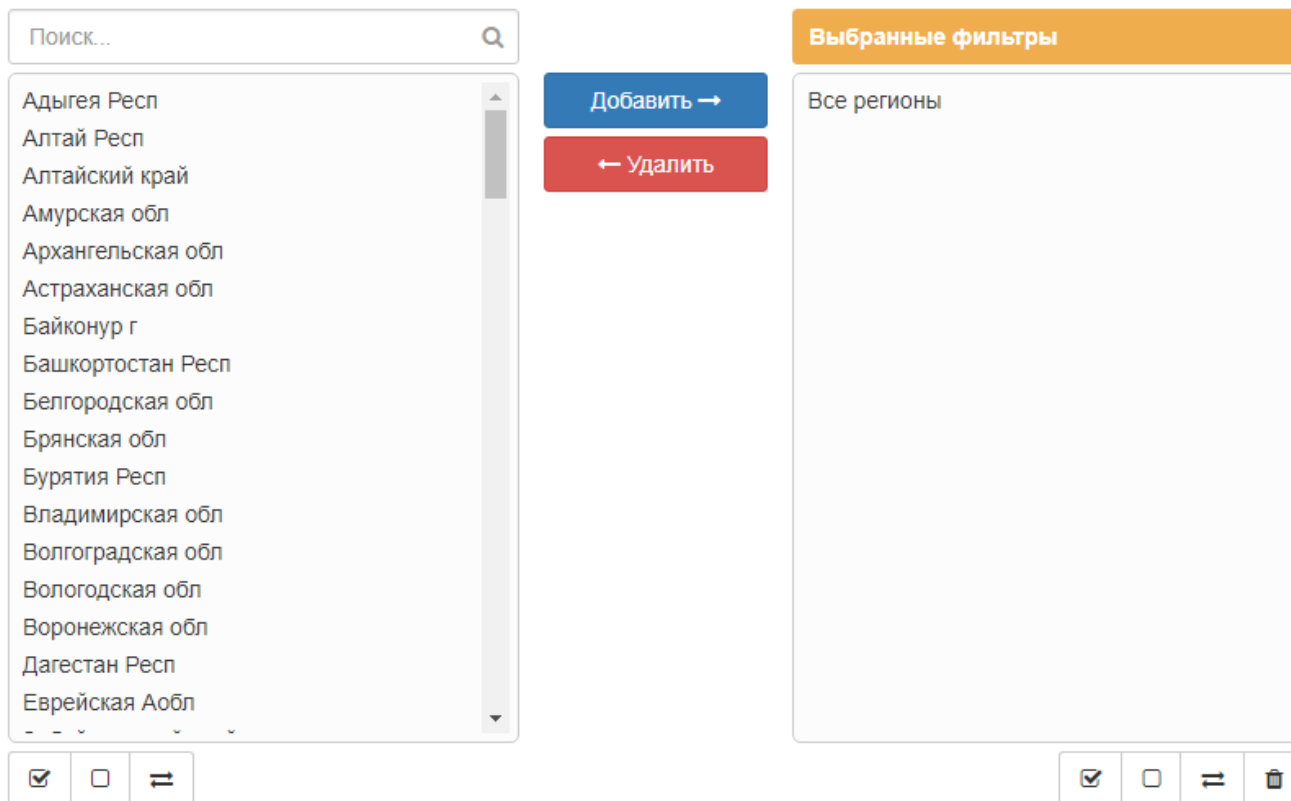 Поиск...
Адыгея Респ
Алтай Респ
Алтайский край
Амурская обл
Архангельская обл
Астраханская обл
Байконур г
Башкортостан Респ
Белгородская обл
Брянская обл
Бурятия Респ
Владимирская обл
Волгоградская обл
Вологодская обл
Воронежская обл
Дагестан Респ
Еврейская Аобл
Добавить →
← Удалить
Выбранные фильтры
Все регионы